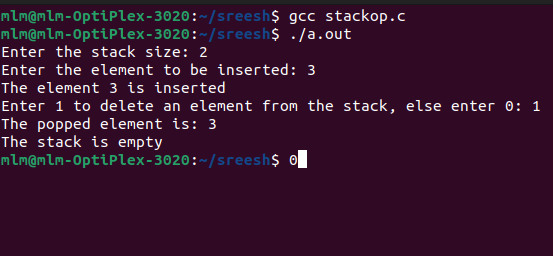 mlm@mlm-OptiPlex-3020:~/sreesh$ gcc stackop.c
mlm@mlm-OptiPlex-3020:~/sreesh$ ./a.out
Enter the stack size: 2
Enter the element to be inserted: 3
The element 3 is inserted
Enter 1 to delete an element from the stack, else enter 0: 1
The popped element is: 3
The stack is empty
mlm@mlm-OptiPlex-3020:~/sreesh$ 0